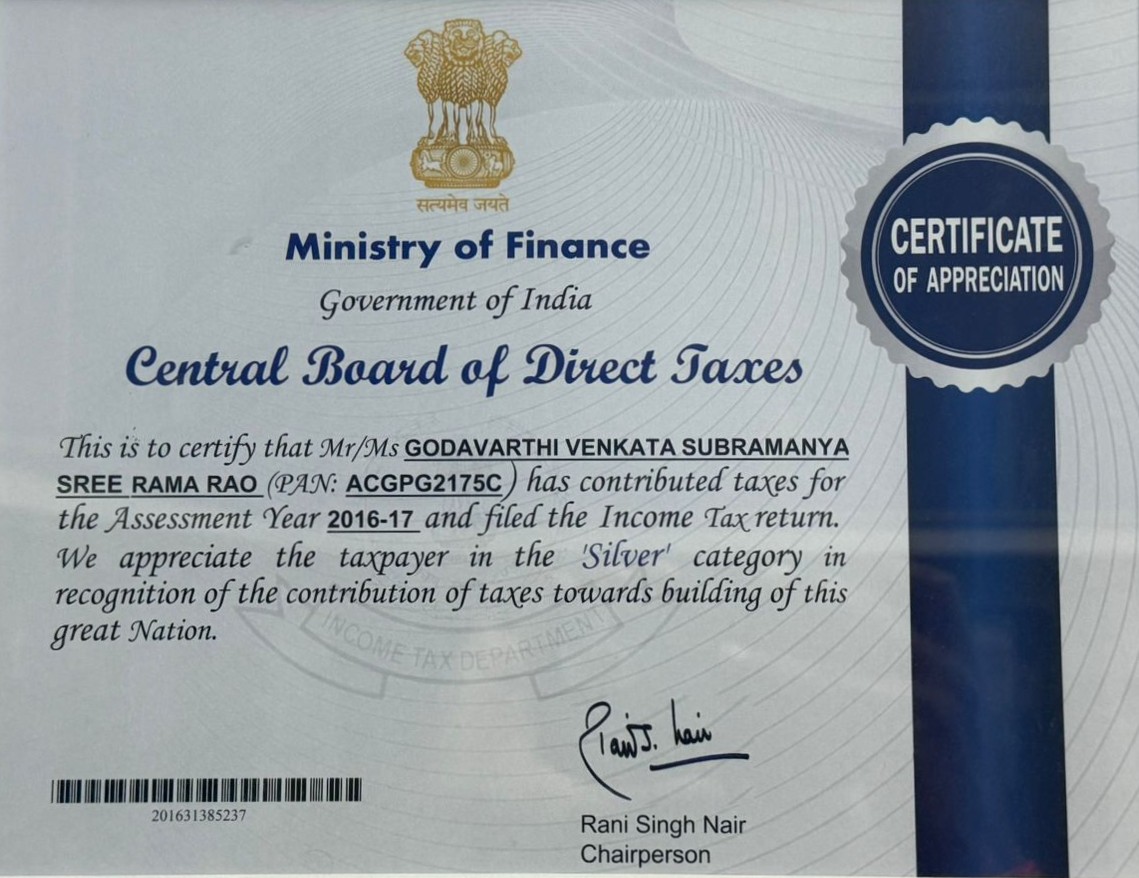 सत्यमेव जयते
Ministry of Finance
Government of India
Central Board of Direct Taxes
CERTIFICATE
OF APPRECIATION
This is to certify that Mr/Ms GODAVARTHI VENKATA SUBRAMANYA
SREE RAMA RAO (PAN: ACGPG2175C) has contributed taxes for
the Assessment Year 2016-17 and filed the Income Tax return.
We appreciate the taxpayer in the 'Silver' category in
recognition of the contribution of taxes towards building of this
great Nation.
INCOME TAX DEPARTMENT
Rani S. Nair
201631385237
Rani Singh Nair
Chairperson